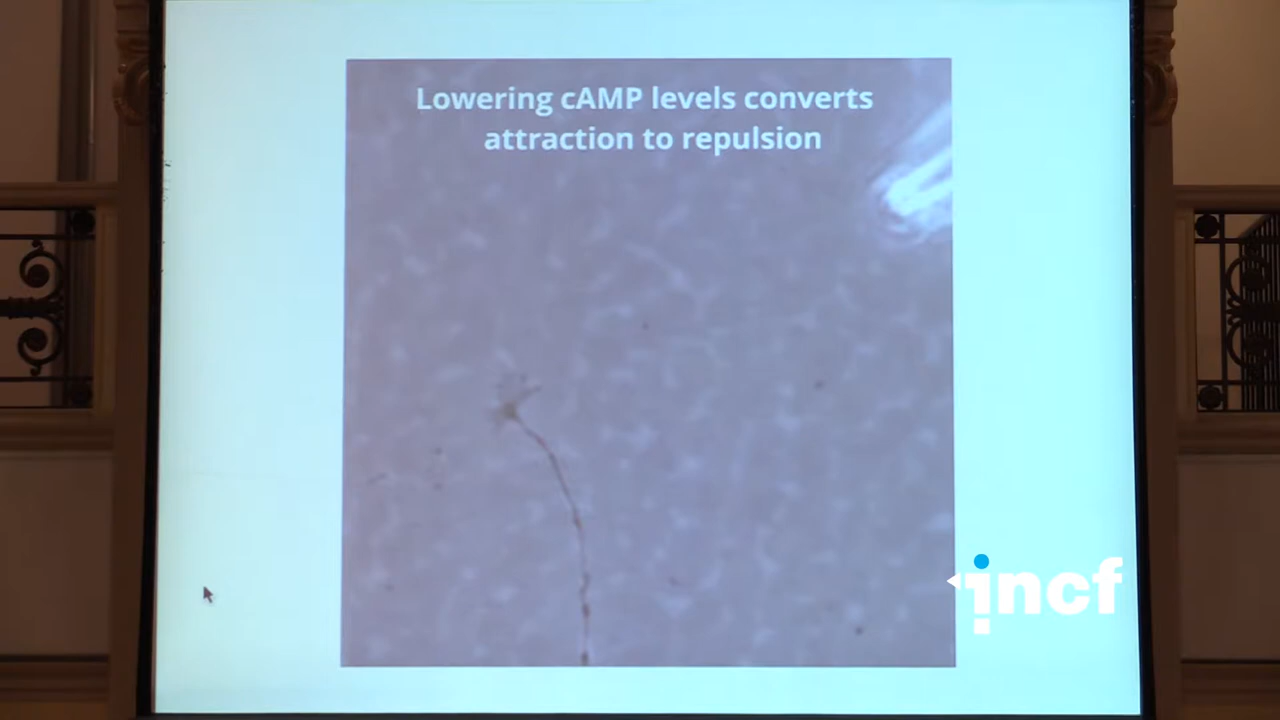 Lowering cAMP levels converts
attraction to repulsion
incf